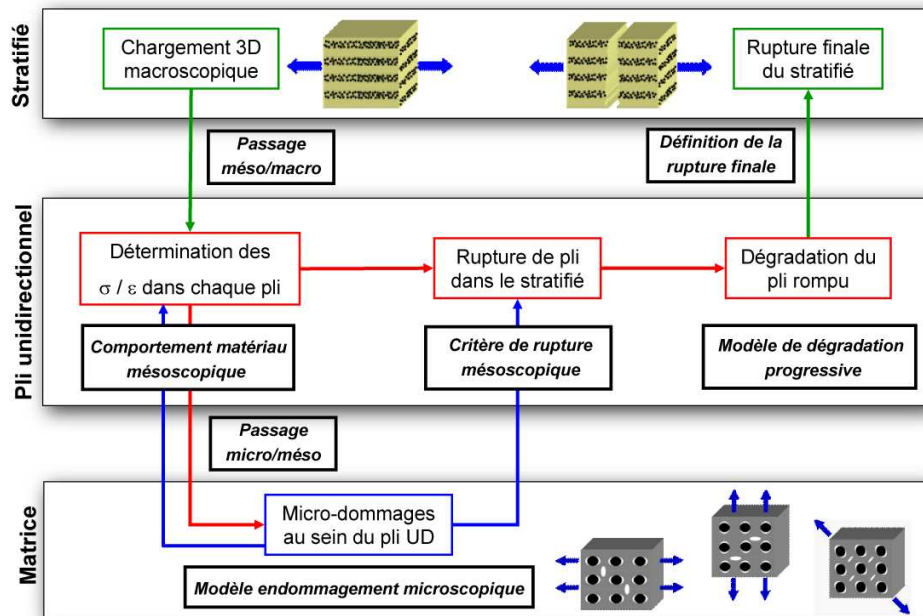 Stratifié
Chargement 3D
macroscopique
Rupture finale
du stratifié
Passage
méso/macro
Définition de la
rupture finale
Pli unidirectionnel
Détermination des
σ / ε dans chaque pli
Rupture de pli
dans le stratifié
Dégradation du
pli rompu
Comportement matériau
mésoscopique
Critère de rupture
mésoscopique
Modèle de dégradation
progressive
Passage
micro/méso
Matrice
Micro-dommages
au sein du pli UD
Modèle endommagement microscopique